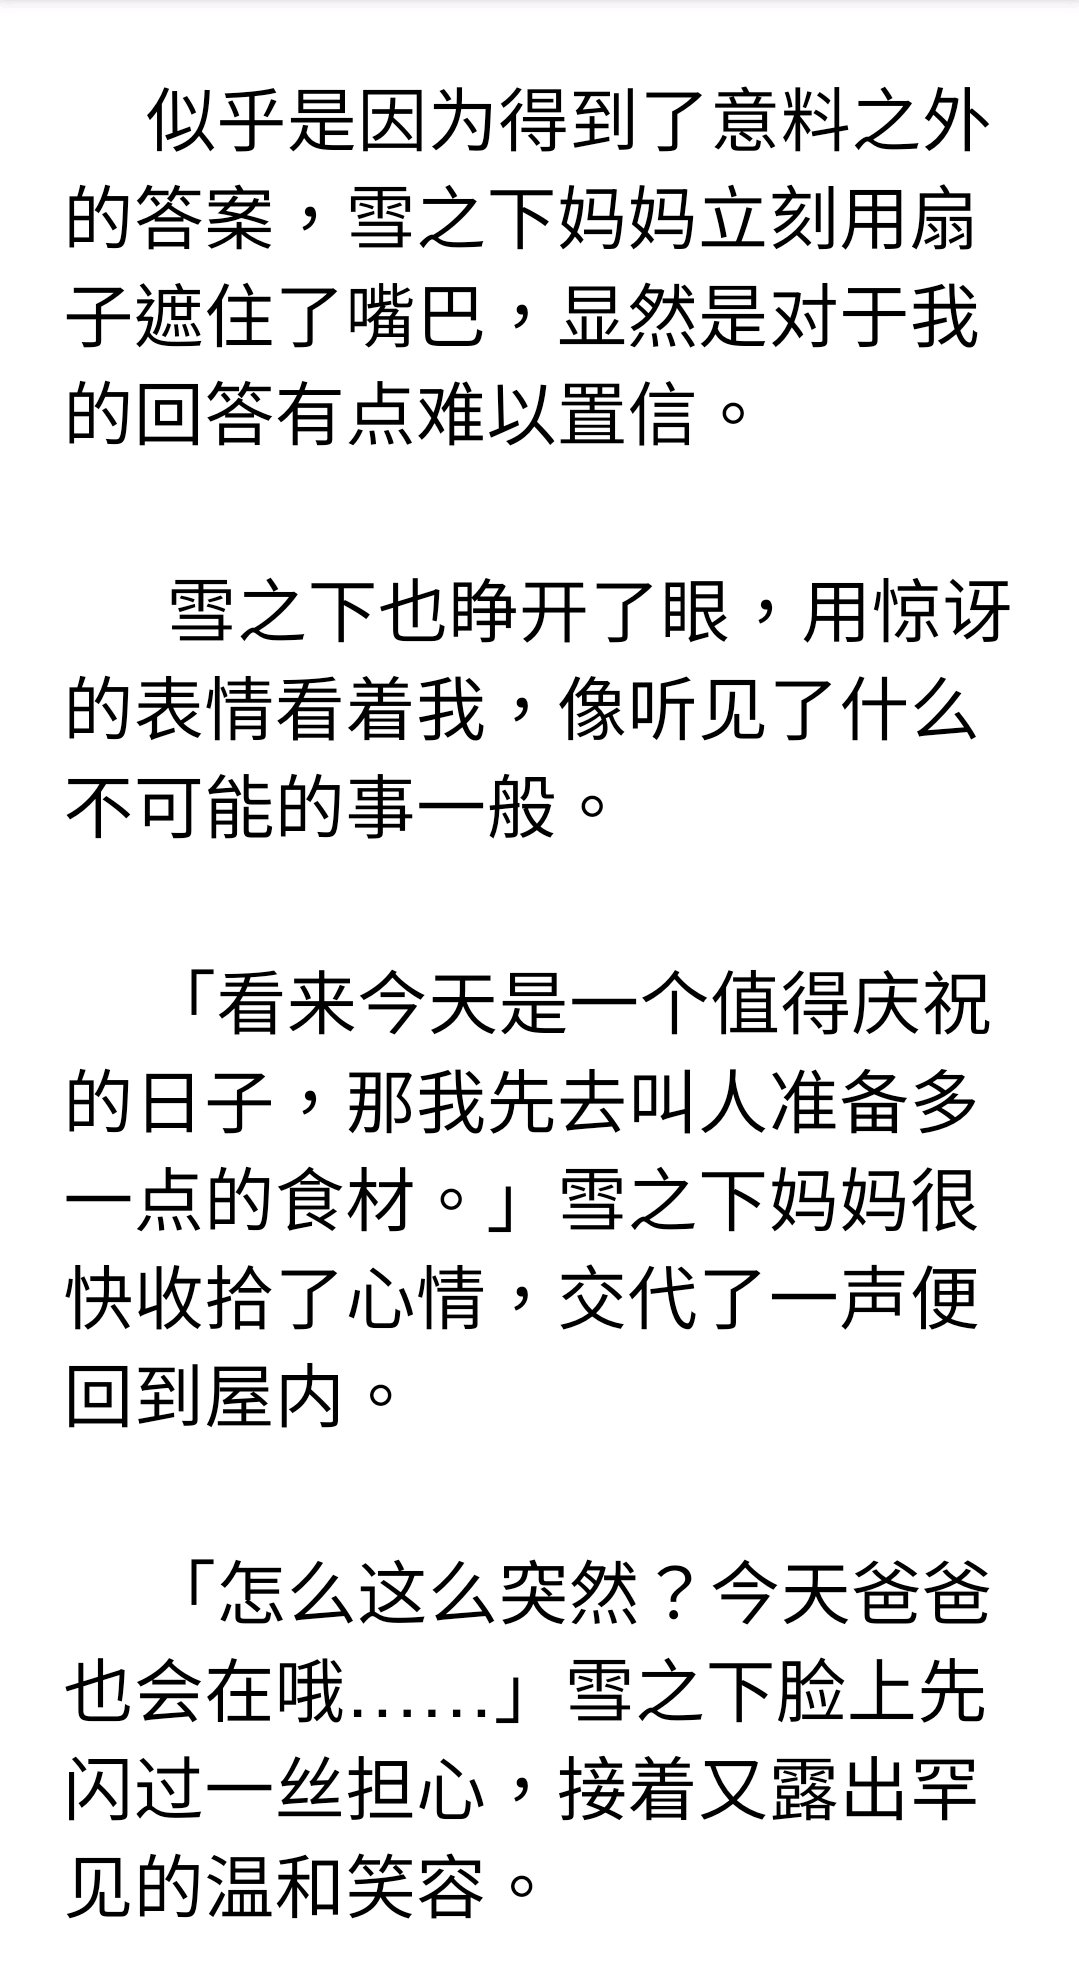 似乎是因为得到了意料之外
的答案，雪之下妈妈立刻用扇
子遮住了嘴巴，显然是对于我
的回答有点难以置信。
雪之下也睁开了眼，用惊讶
的表情看着我，像听见了什么
不可能的事一般。
「看来今天是一个值得庆祝
的日子，那我先去叫人准备多
一点的食材。」雪之下妈妈很
快收拾了心情，交代了一声便
回到屋内。
「怎么这么突然？今天爸爸
也会在哦……」雪之下脸上先
闪过一丝担心，接着又露出罕
见的温和笑容。